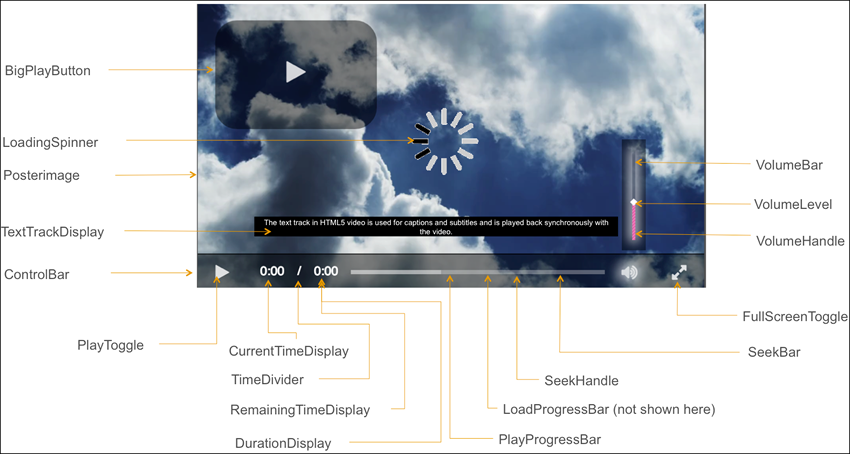 BigPlayButton
LoadingSpinner
Posterimage
TextTrackDisplay
ControlBar
The text track in HTML5 video is used for captions and subtitles and is played back synchronously with
the video.
0:00 / 0:00
VolumeBar
VolumeLevel
VolumeHandle
FullScreenToggle
SeekBar
PlayToggle
CurrentTimeDisplay
TimeDivider
RemainingTimeDisplay
DurationDisplay
SeekHandle
LoadProgressBar (not shown here)
PlayProgressBar